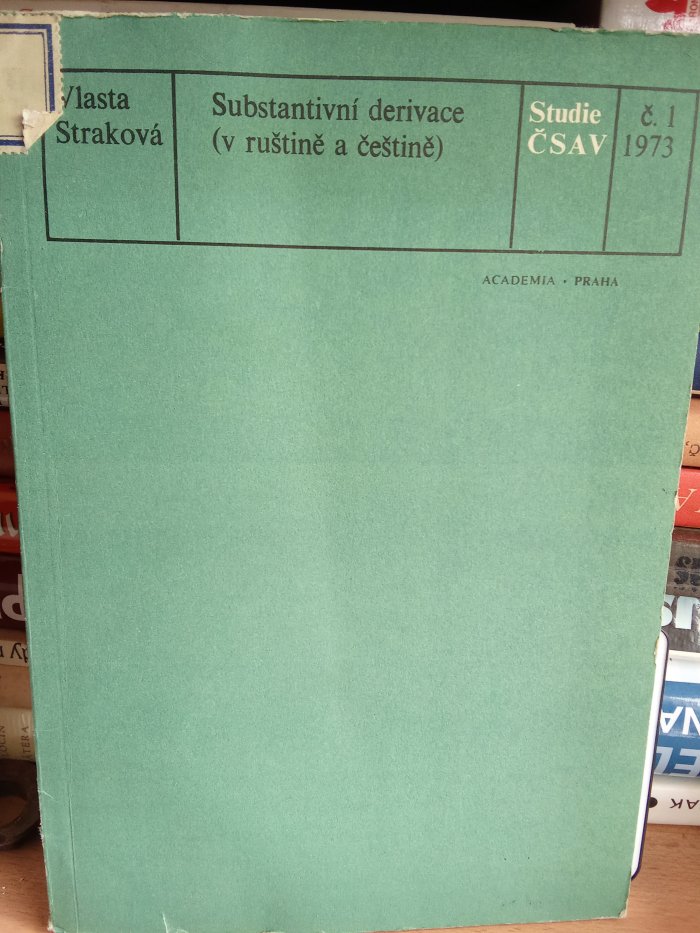 Vlasta
Straková
Substantivní derivace
(v ruštině a češtině)
Studie
ČSAV
č. 1
1973
ACADEMIA • PRAHA